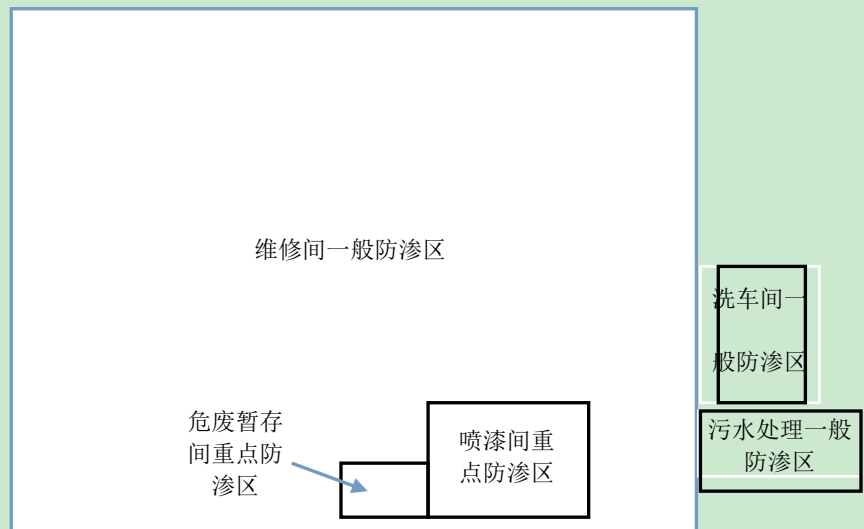 维修间一般防渗区
洗车间一
般防渗区
危废暂存
间重点防
渗区
喷漆间重
点防渗区
污水处理一般
防渗区